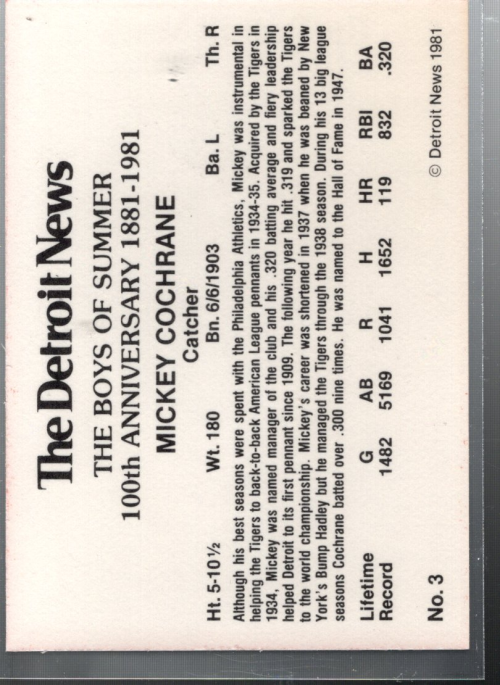 The Detroit News
THE BOYS OF SUMMER
100th ANNIVERSARY 1881-1981
MICKEY COCHRANE
Catcher
Ht. 5-10½ Wt. 180 Bn. 6/6/1903 Ba. L Th. R
Although his best seasons were spent with the Philadelphia Athletics, Mickey was instrumental in
helping the Tigers to back-to-back American League pennants in 1934-35. Acquired by the Tigers in
1934, Mickey was named manager of the club and his .320 batting average and fiery leadership
helped Detroit to its first pennant since 1909. The following year he hit .319 and sparked the Tigers
to the world championship. Mickey's career was shortened in 1937 when he was beaned by New
York's Bump Hadley but he managed the Tigers through the 1938 season. During his 13 big league
seasons Cochrane batted over .300 nine times. He was named to the Hall of Fame in 1947.
Lifetime G AB R H HR RBI BA
Record 1482 5169 1041 1652 119 832 .320
No. 3 © Detroit News 1981